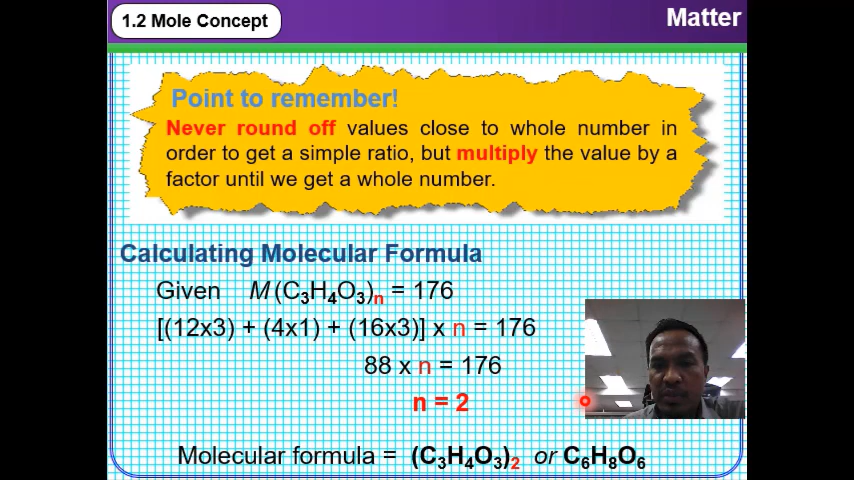 1.2 Mole Concept
Matter
Point to remember!
Never round off values close to whole number in
order to get a simple ratio, but multiply the value by a
factor until we get a whole number.
Calculating Molecular Formula
Given M (C₃H₄O₃)ₙ = 176
[(12x3) + (4x1) + (16x3)] x n = 176
88 x n = 176
n = 2
Molecular formula = (C₃H₄O₃)₂ or C₆H₈O₆